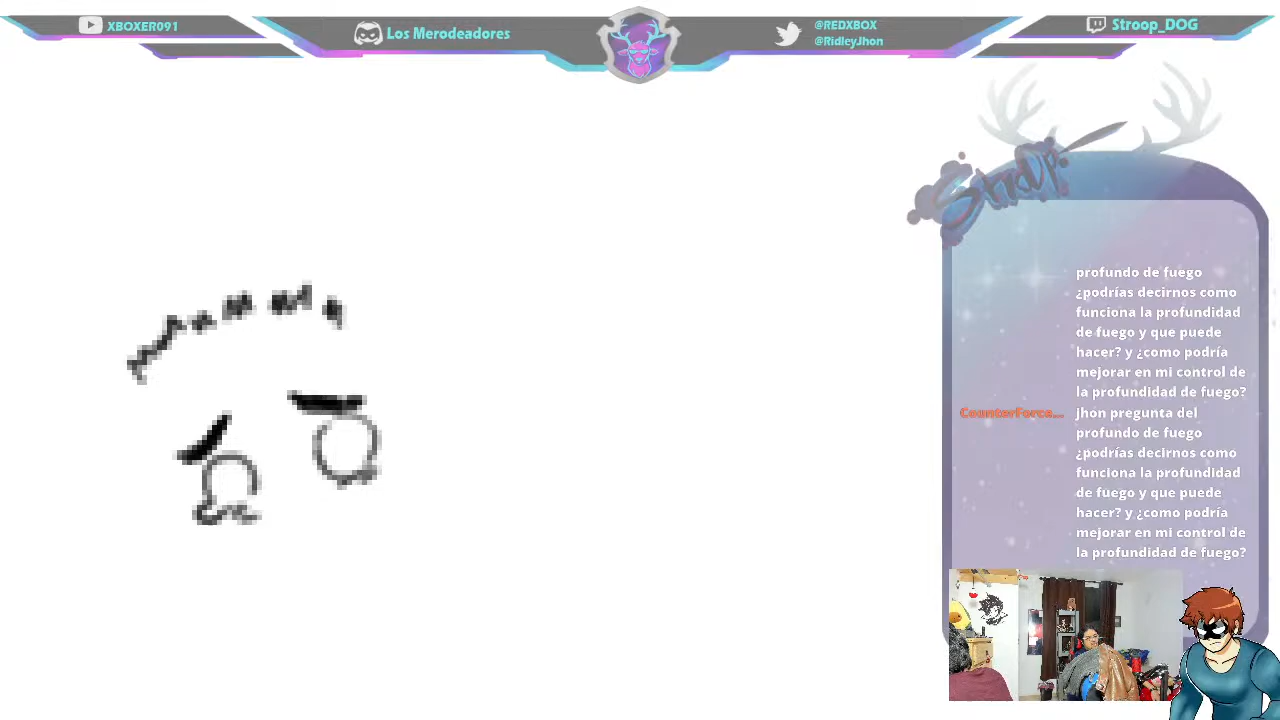 XBOXER091
Los Merodeadores
@REDXBOX
@RidleyJhon
Stroop_DOG
Stroop
profundo de fuego
¿podrías decirnos como
funciona la profundidad
de fuego y que puede
hacer? y ¿como podría
mejorar en mi control de
la profundidad de fuego?
CounterForce... Jhon pregunta del
profundo de fuego
¿podrías decirnos como
funciona la profundidad
de fuego y que puede
hacer? y ¿como podría
mejorar en mi control de
la profundidad de fuego?